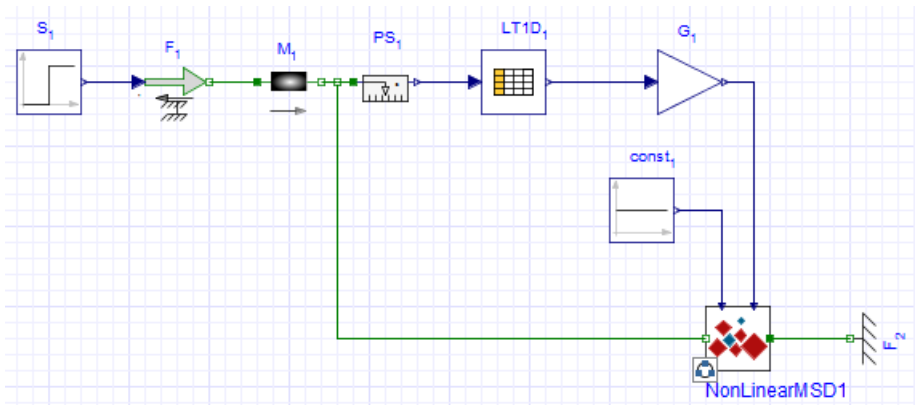 S₁
F₁
M₁
PS₁
LT1D₁
G₁
const₁
F₂
NonLinearMSD1